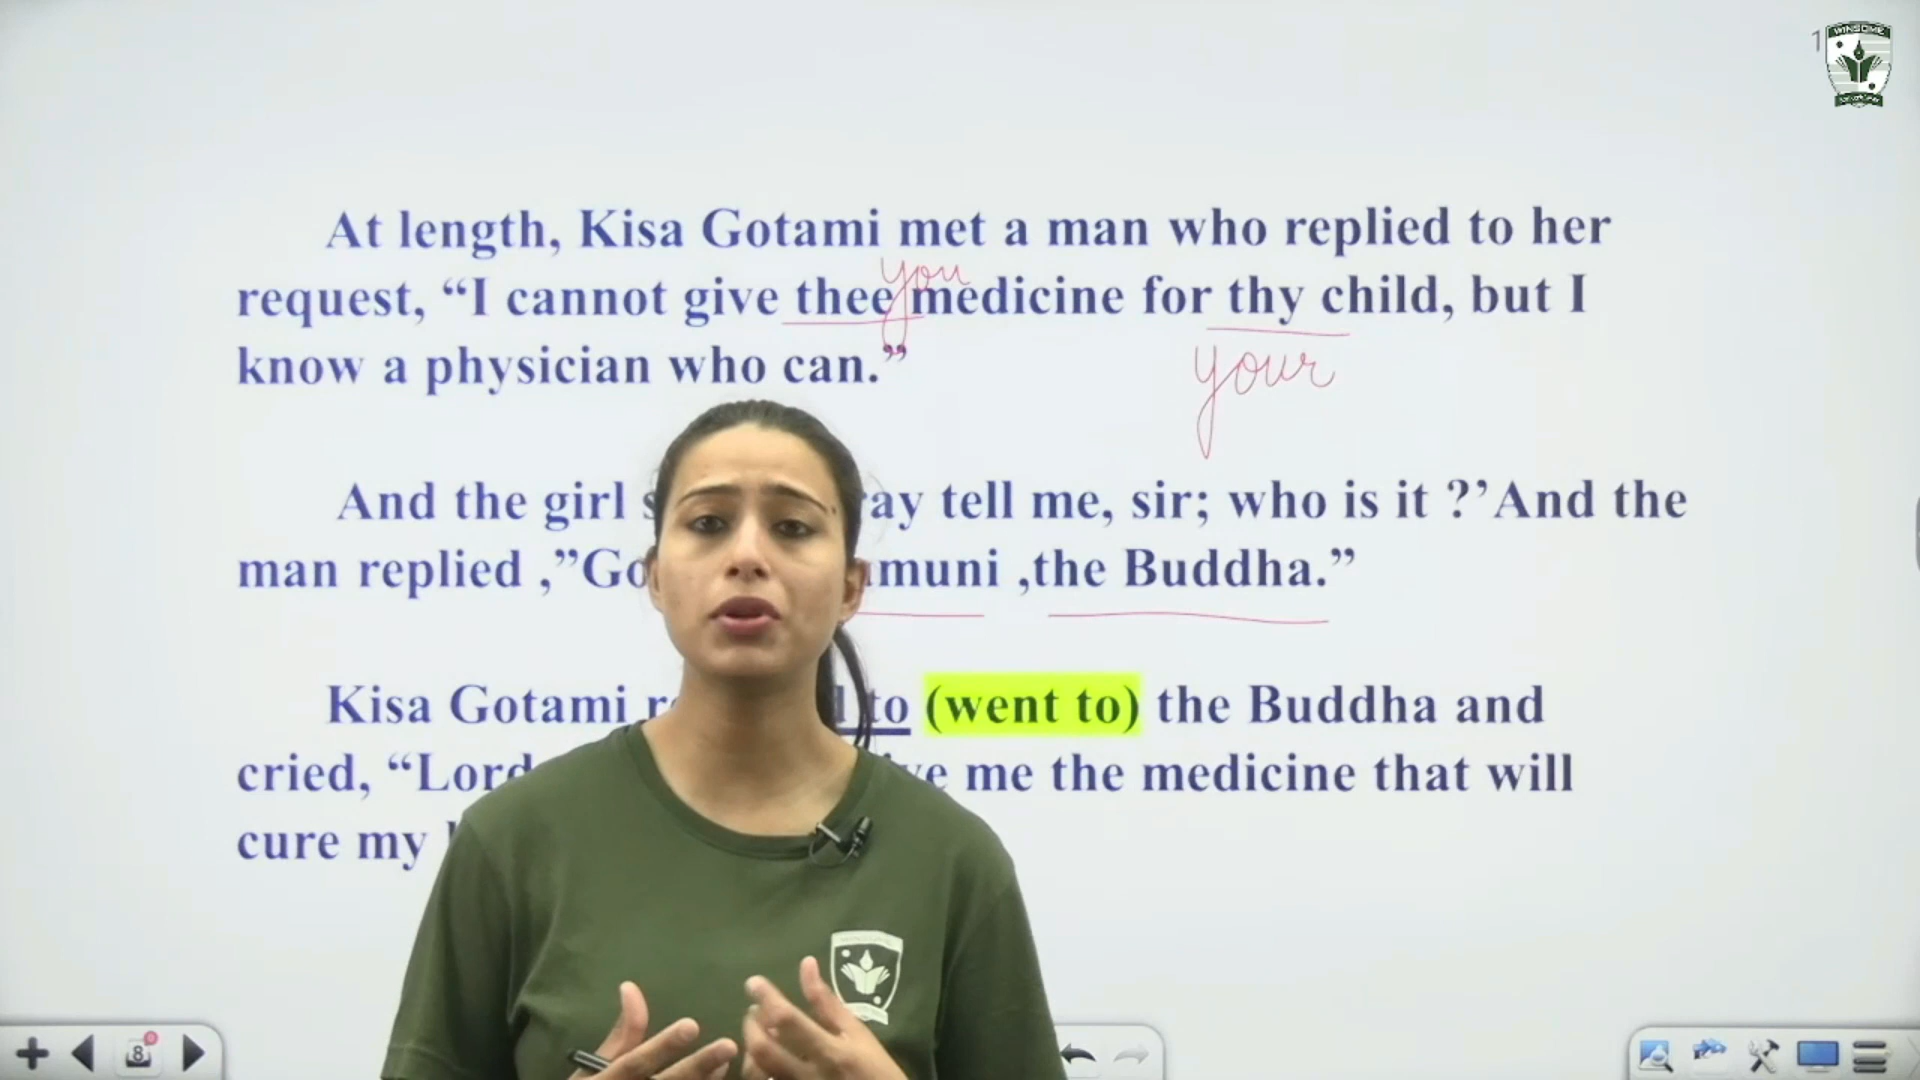 WINSOME
At length, Kisa Gotami met a man who replied to her
you
request, “I cannot give thee medicine for thy child, but I
know a physician who can.”
your
And the girl tell me, sir; who is it ?’And the
man replied ,” ,the Buddha.”
Kisa Gotami to (went to) the Buddha and
cried, “Lord me the medicine that will
cure my
8